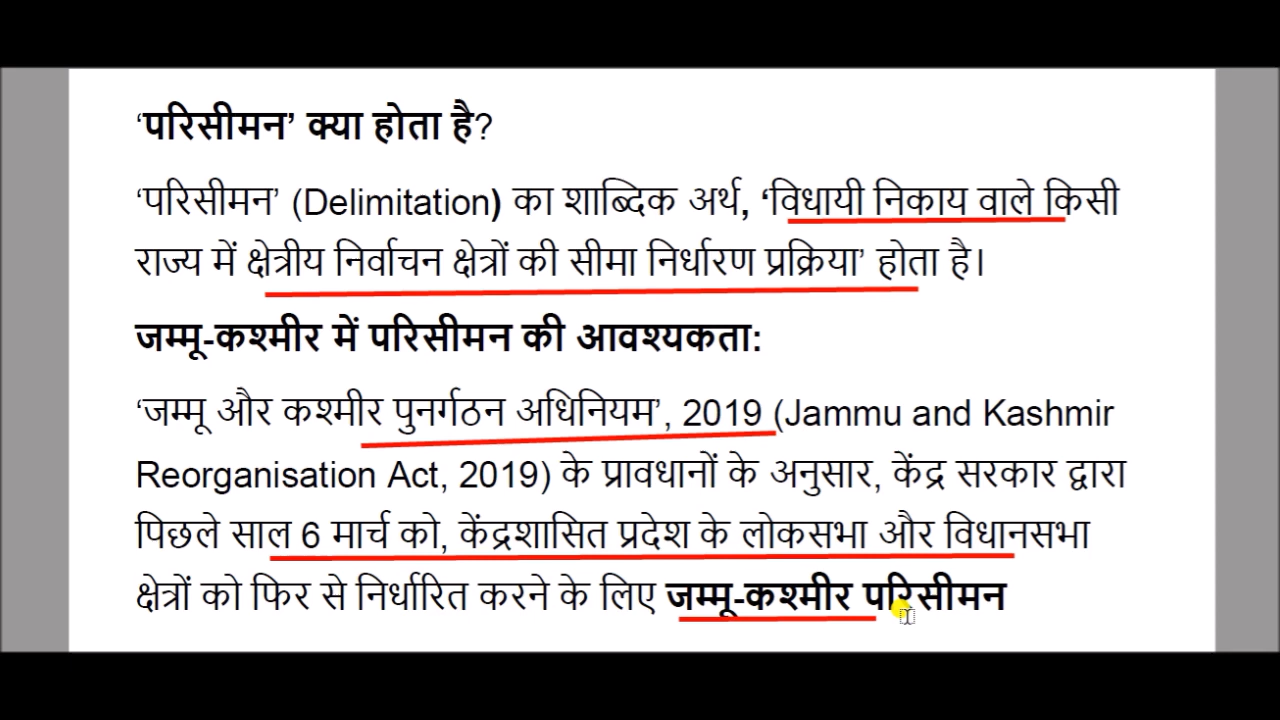 ‘परिसीमन’ क्या होता है?
‘परिसीमन’ (Delimitation) का शाब्दिक अर्थ, ‘विधायी निकाय वाले किसी
राज्य में क्षेत्रीय निर्वाचन क्षेत्रों की सीमा निर्धारण प्रक्रिया’ होता है।
जम्मू-कश्मीर में परिसीमन की आवश्यकता:
‘जम्मू और कश्मीर पुनर्गठन अधिनियम’, 2019 (Jammu and Kashmir
Reorganisation Act, 2019) के प्रावधानों के अनुसार, केंद्र सरकार द्वारा
पिछले साल 6 मार्च को, केंद्रशासित प्रदेश के लोकसभा और विधानसभा
क्षेत्रों को फिर से निर्धारित करने के लिए जम्मू-कश्मीर परिसीमन